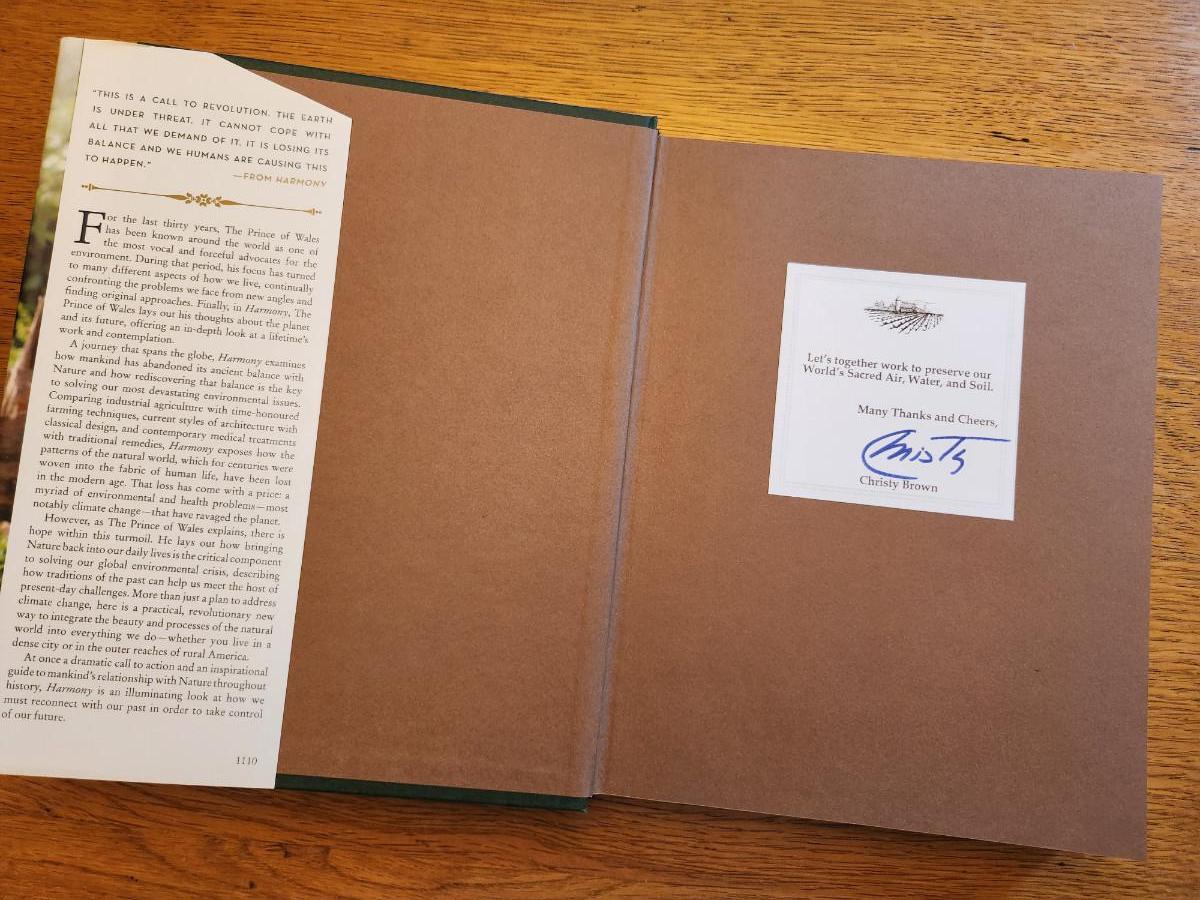 "THIS IS A CALL TO REVOLUTION. THE EARTH
IS UNDER THREAT. IT CANNOT COPE WITH
ALL THAT WE DEMAND OF IT. IT IS LOSING ITS
BALANCE AND WE HUMANS ARE CAUSING THIS
TO HAPPEN."
—FROM HARMONY
For the last thirty years, The Prince of Wales
has been known around the world as one of
the most vocal and forceful advocates for the
environment. During that period, his focus has turned
to many different aspects of how we live, continually
confronting the problems we face from new angles and
finding original approaches. Finally, in Harmony, The
Prince of Wales lays out his thoughts about the planet
and its future, offering an in-depth look at a lifetime's
work and contemplation.
A journey that spans the globe, Harmony examines
how mankind has abandoned its ancient balance with
Nature and how rediscovering that balance is the key
to solving our most devastating environmental issues.
Comparing industrial agriculture with time-honoured
farming techniques, current styles of architecture with
classical design, and contemporary medical treatments
with traditional remedies, Harmony exposes how the
patterns of the natural world, which for centuries were
woven into the fabric of human life, have been lost
in the modern age. That loss has come with a price: a
myriad of environmental and health problems—most
notably climate change—that have ravaged the planet.
However, as The Prince of Wales explains, there is
hope within this turmoil. He lays out how bringing
Nature back into our daily lives is the critical component
to solving our global environmental crisis, describing
how traditions of the past can help us meet the host of
present-day challenges. More than just a plan to address
climate change, here is a practical, revolutionary new
way to integrate the beauty and processes of the natural
world into everything we do—whether you live in a
dense city or in the outer reaches of rural America.
At once a dramatic call to action and an inspirational
guide to mankind's relationship with Nature throughout
history, Harmony is an illuminating look at how we
must reconnect with our past in order to take control
of our future.
1110
Let's together work to preserve our
World's Sacred Air, Water, and Soil.
Many Thanks and Cheers,
Christy
Christy Brown